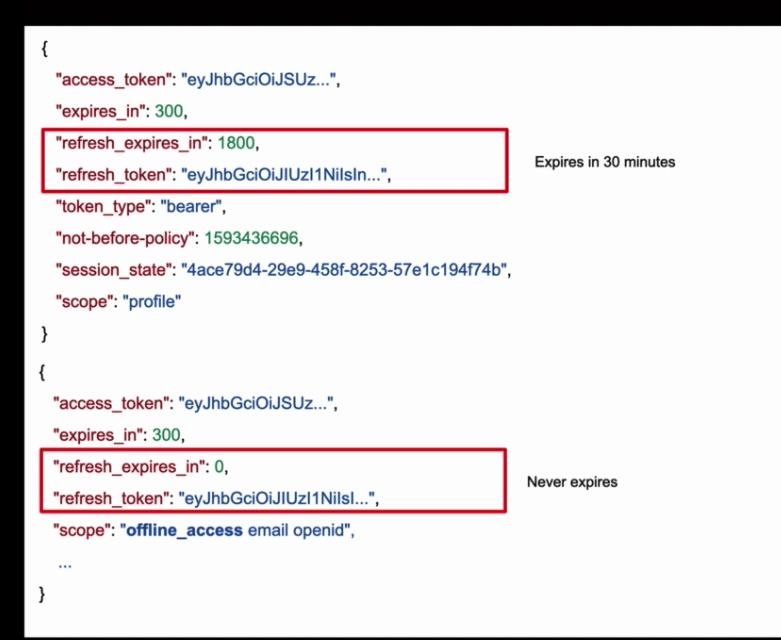 {
"access_token": "eyJhbGciOiJSUz...",
"expires_in": 300,
"refresh_expires_in": 1800,
"refresh_token": "eyJhbGciOiJIUzI1NiIsIn...",
Expires in 30 minutes
"token_type": "bearer",
"not-before-policy": 1593436696,
"session_state": "4ace79d4-29e9-458f-8253-57e1c194f74b",
"scope": "profile"
}
{
"access_token": "eyJhbGciOiJSUz...",
"expires_in": 300,
"refresh_expires_in": 0,
"refresh_token": "eyJhbGciOiJIUzI1NiIsI...",
Never expires
"scope": "offline_access email openid",
...
}